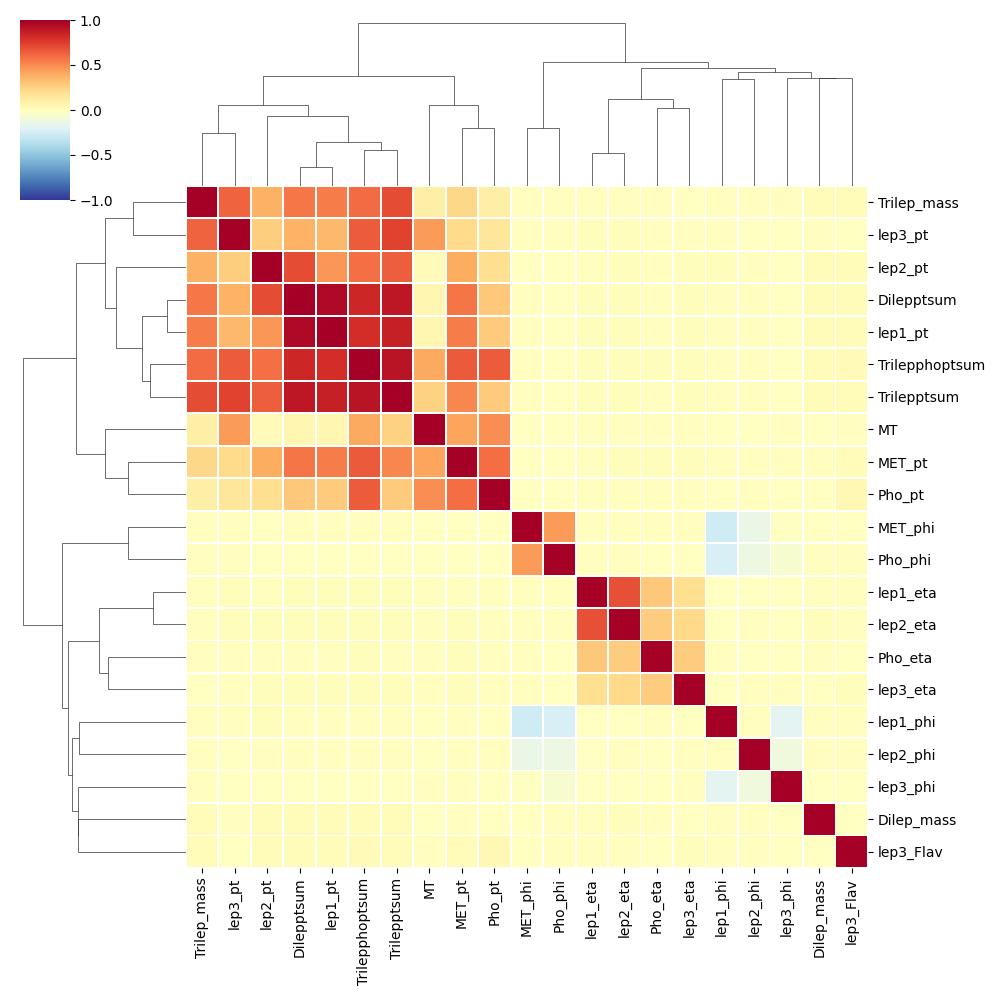 1.0
0.5
0.0
−0.5
−1.0
Trilep_mass
lep3_pt
lep2_pt
Dilepptsum
lep1_pt
Trilepphoptsum
Trilepptsum
MT
MET_pt
Pho_pt
MET_phi
Pho_phi
lep1_eta
lep2_eta
Pho_eta
lep3_eta
lep1_phi
lep2_phi
lep3_phi
Dilep_mass
lep3_Flav
Trilep_mass
lep3_pt
lep2_pt
Dilepptsum
lep1_pt
Trilepphoptsum
Trilepptsum
MT
MET_pt
Pho_pt
MET_phi
Pho_phi
lep1_eta
lep2_eta
Pho_eta
lep3_eta
lep1_phi
lep2_phi
lep3_phi
Dilep_mass
lep3_Flav